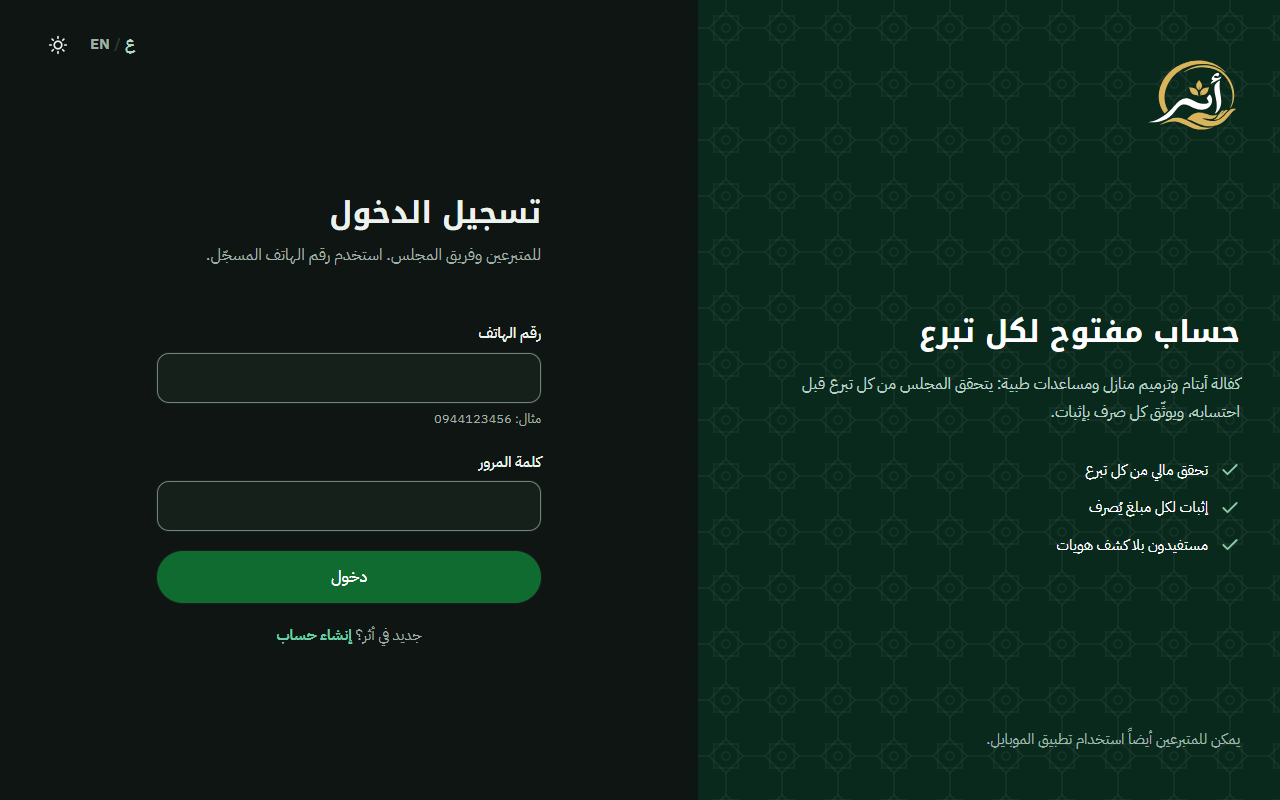 أثر
حساب مفتوح لكل تبرع
كفالة أيتام وترميم منازل ومساعدات طبية: يتحقق المجلس من كل تبرع قبل
احتسابه، ويوثّق كل صرف بإثبات.
تحقق مالي من كل تبرع
إثبات لكل مبلغ يُصرف
مستفيدون بلا كشف هويات
يمكن للمتبرعين أيضاً استخدام تطبيق الموبايل.
ع / EN
تسجيل الدخول
للمتبرعين وفريق المجلس. استخدم رقم الهاتف المسجّل.
رقم الهاتف
مثال: 0944123456
كلمة المرور
دخول
جديد في أثر؟ إنشاء حساب